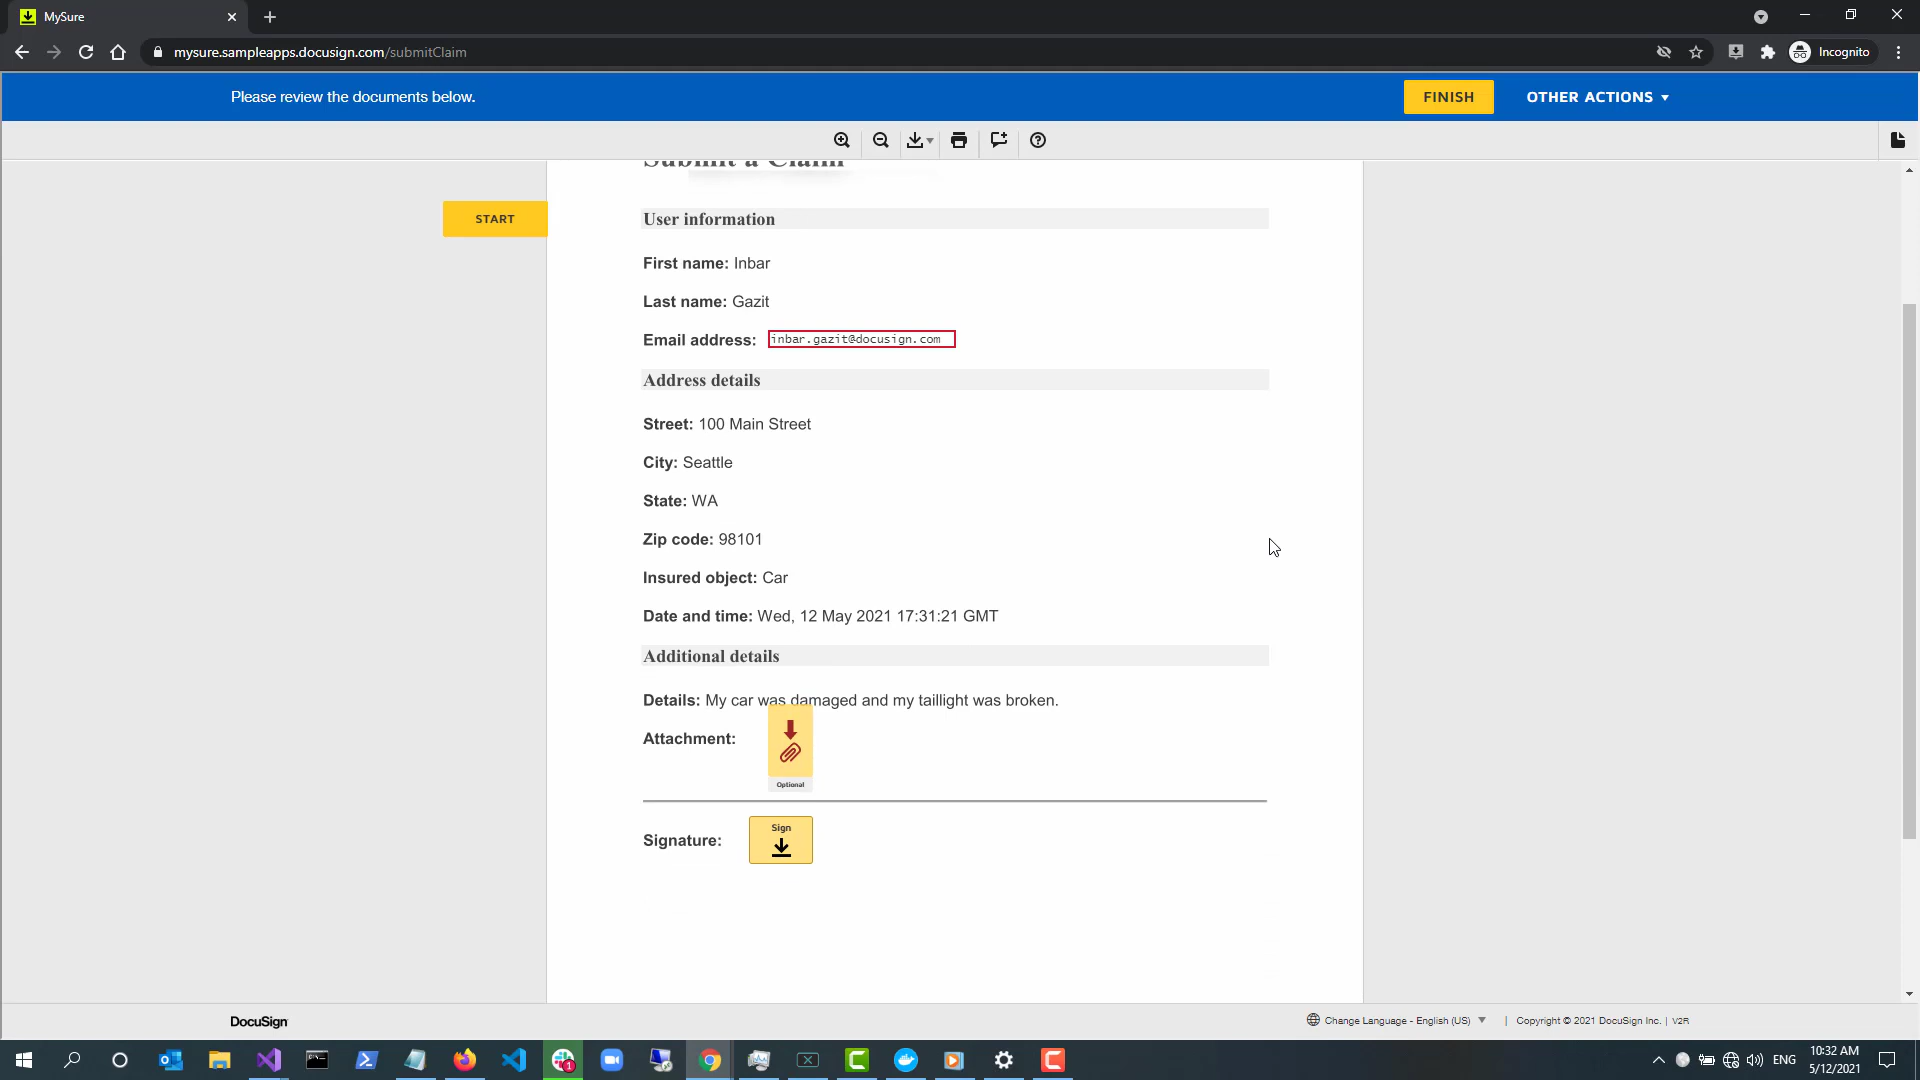 MySure
mysure.sampleapps.docusign.com/submitClaim
Incognito
Please review the documents below.
FINISH
OTHER ACTIONS
Submit a Claim
START
User information
First name: Inbar
Last name: Gazit
Email address: inbar.gazit@docusign.com
Address details
Street: 100 Main Street
City: Seattle
State: WA
Zip code: 98101
Insured object: Car
Date and time: Wed, 12 May 2021 17:31:21 GMT
Additional details
Details: My car was damaged and my taillight was broken.
Attachment:
Optional
Sign
Signature:
DocuSign
Change Language - English (US)
| Copyright © 2021 DocuSign Inc. | V2R
1
ENG
10:32 AM
5/12/2021